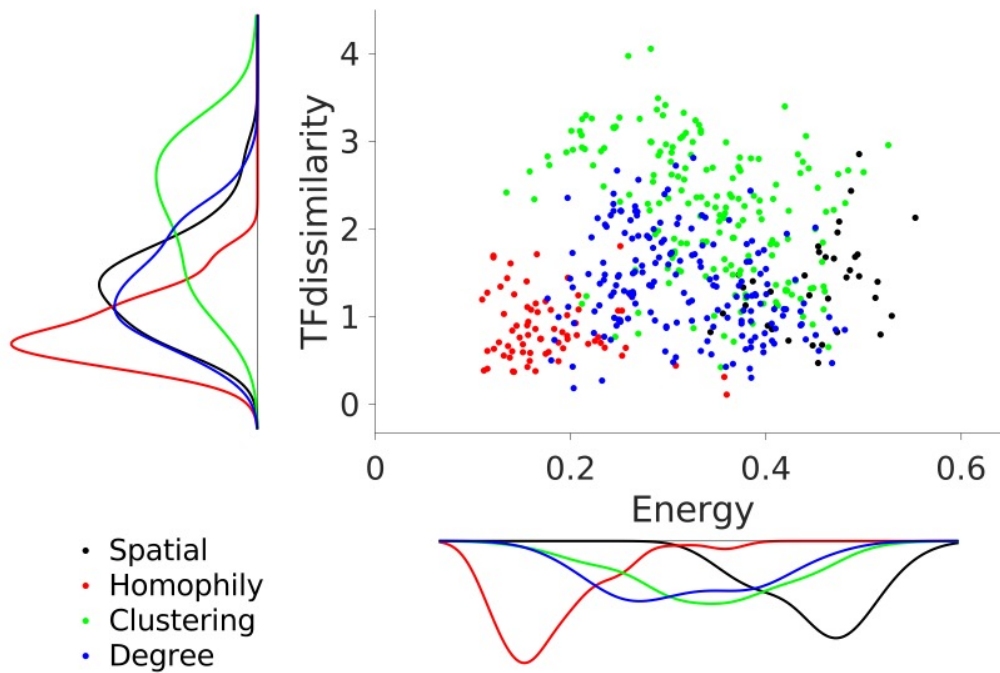 4
3
2
1
0
TFdissimilarity
0 0.2 0.4 0.6
Energy
Spatial
Homophily
Clustering
Degree